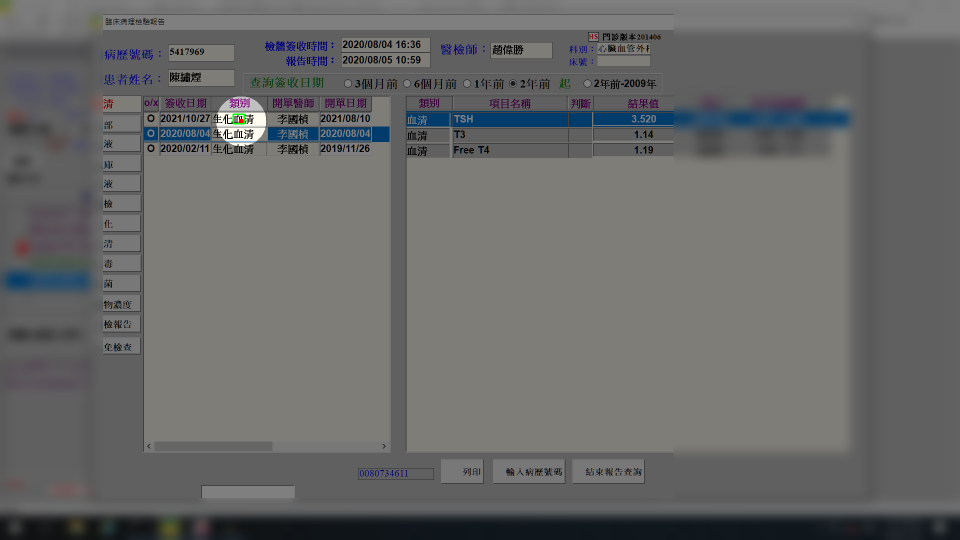 臨床病理檢驗報告
HS 門診版本201406
病歷號碼： 5417969
檢體簽收時間： 2020/08/04 16:36
醫檢師： 趙偉勝
科別： 心臟血管外科
報告時間： 2020/08/05 10:59
床號：
患者姓名： 陳繡煙
查詢簽收日期 3個月前 6個月前 1年前 2年前 起 2年前-2009年
清 o/x 簽收日期 類別 開單醫師 開單日期 類別 項目名稱 判斷 結果值
O 2021/10/27 生化血清 李國楨 2021/08/10 血清 TSH 3.520
部
O 2020/08/04 生化血清 李國楨 2020/08/04 血清 T3 1.14
液
O 2020/02/11 生化血清 李國楨 2019/11/26 血清 Free T4 1.19
庫
液
檢
化
清
毒
菌
物濃度
檢報告
免檢查
0080734611 列印 輸入病歷號碼 結束報告查詢